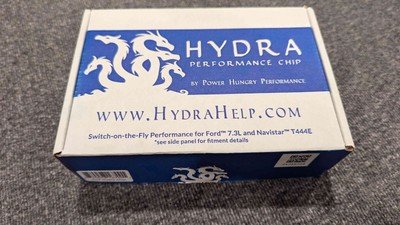 HYDRA
PERFORMANCE CHIP
BY POWER HUNGRY PERFORMANCE
WWW.HYDRAHELP.COM
Switch-on-the-Fly Performance for Ford™ 7.3L and Navistar™ T444E
*see side panel for fitment details